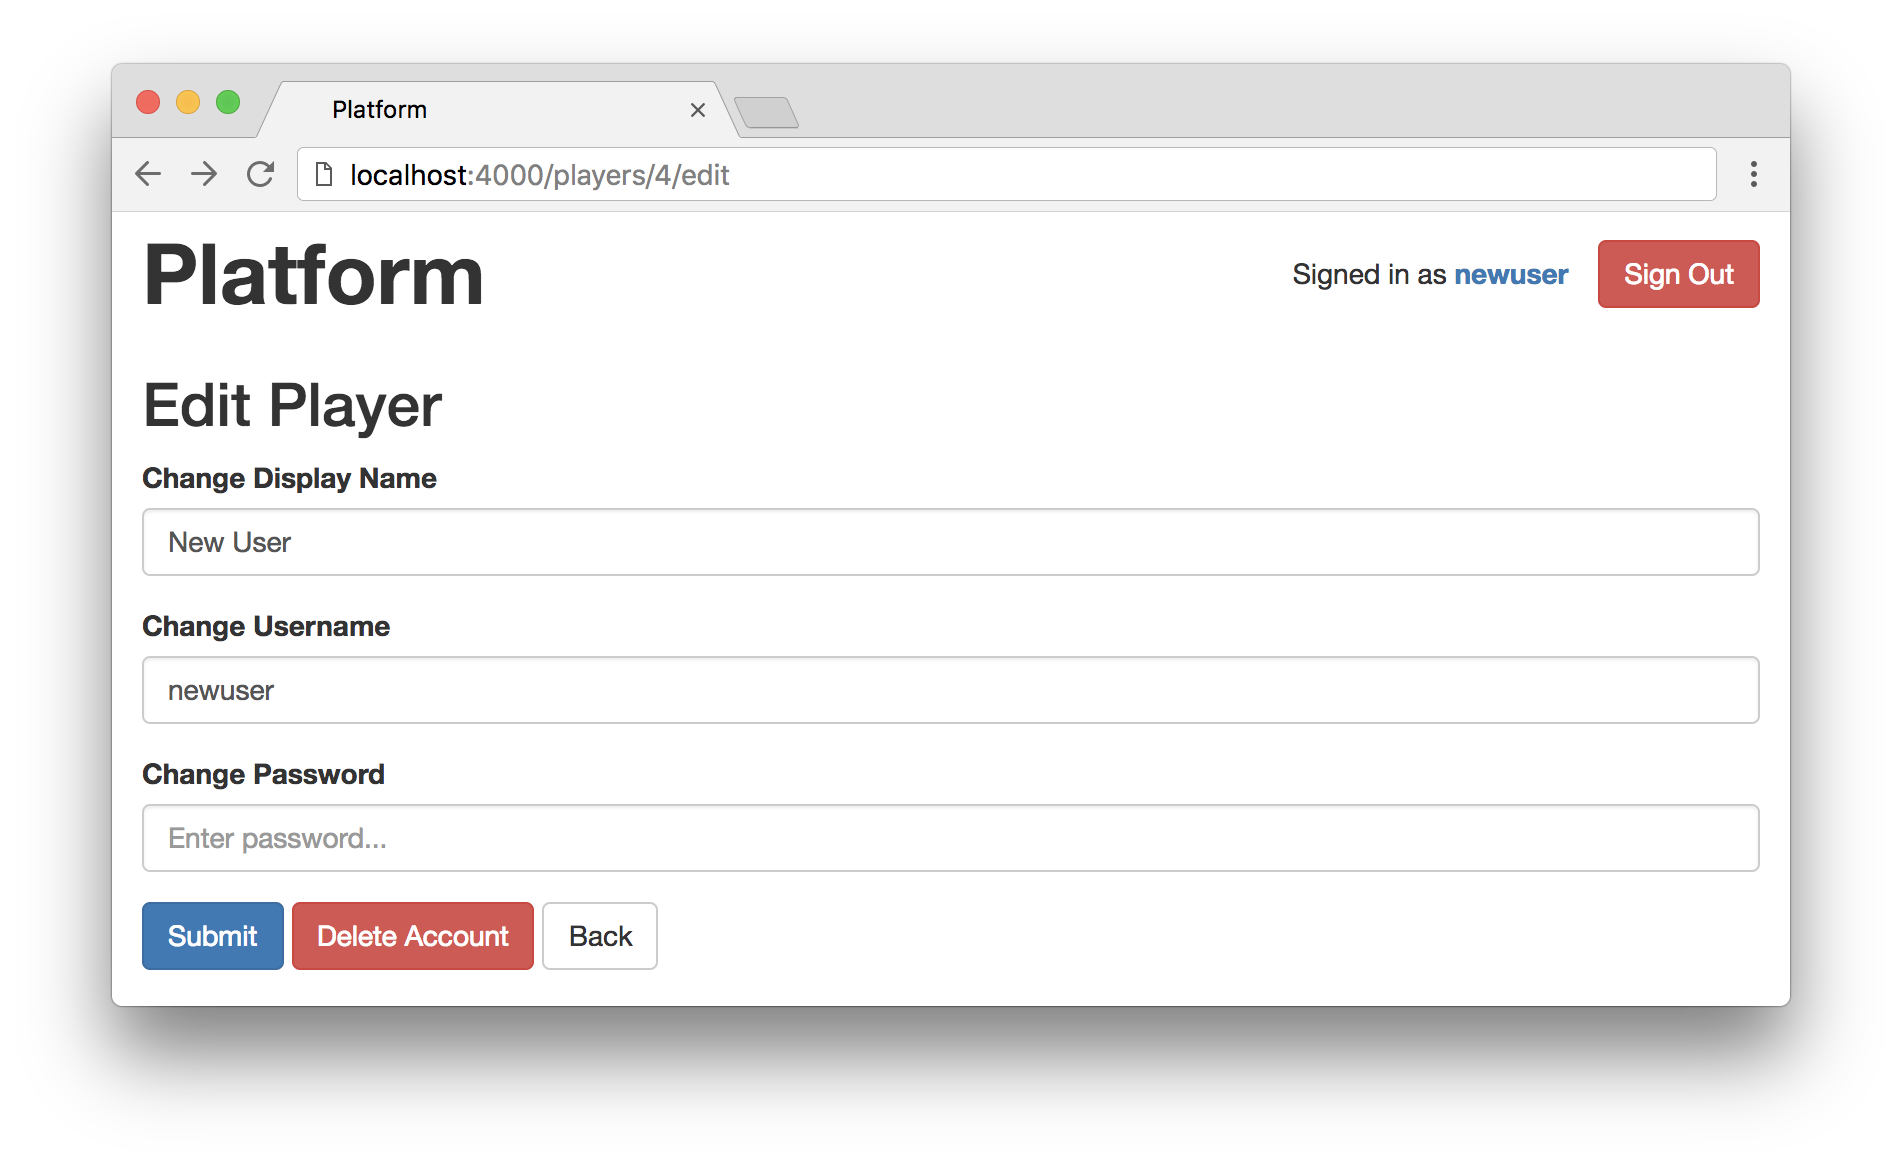 Platform
localhost:4000/players/4/edit
Platform
Signed in as newuser
Sign Out
Edit Player
Change Display Name
New User
Change Username
newuser
Change Password
Enter password...
Submit
Delete Account
Back